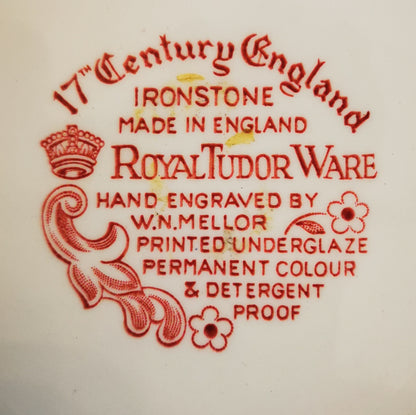 17TH Century England
IRONSTONE
MADE IN ENGLAND
ROYAL TUDOR WARE
HAND ENGRAVED BY
W.N.MELLOR
PRINTED UNDERGLAZE
PERMANENT COLOUR
& DETERGENT
PROOF